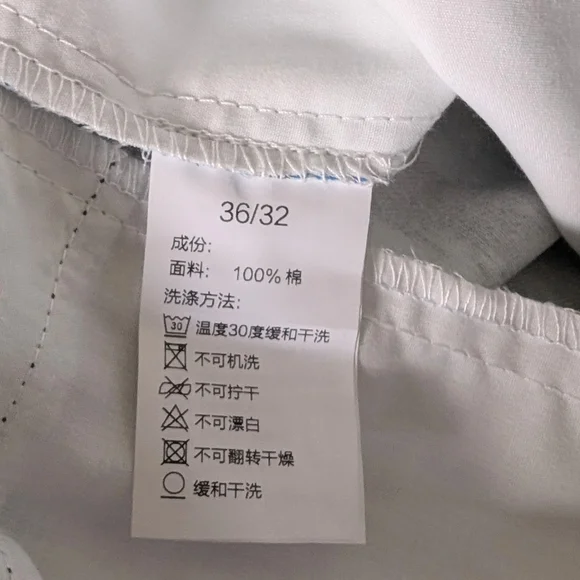 36/32
成份:
面料: 100% 棉
洗涤方法:
30 温度30度缓和干洗
不可机洗
不可拧干
不可漂白
不可翻转干燥
缓和干洗